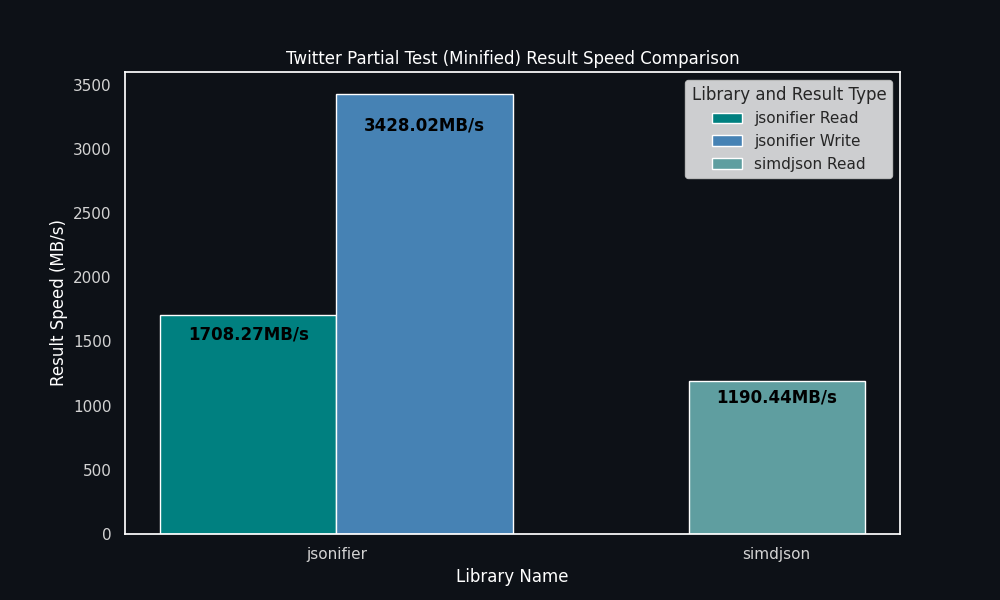 Twitter Partial Test (Minified) Result Speed Comparison
Result Speed (MB/s)
3500
3000
2500
2000
1500
1000
500
0
1708.27MB/s
3428.02MB/s
1190.44MB/s
Library and Result Type
jsonifier Read
jsonifier Write
simdjson Read
jsonifier
simdjson
Library Name